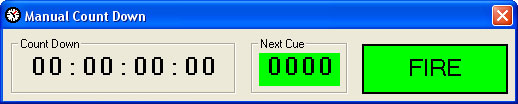 Manual Count Down
Count Down
00:00:00:00
Next Cue
0000
FIRE